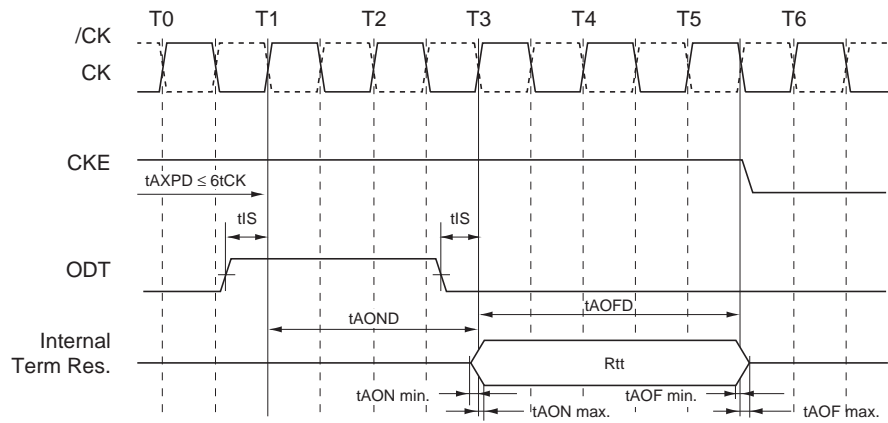 T0 T1 T2 T3 T4 T5 T6
/CK
CK
CKE
tAXPD ≤ 6tCK
tIS tIS
ODT
tAOND tAOFD
Internal
Term Res.
Rtt
tAON min. tAOF min.
tAON max. tAOF max.